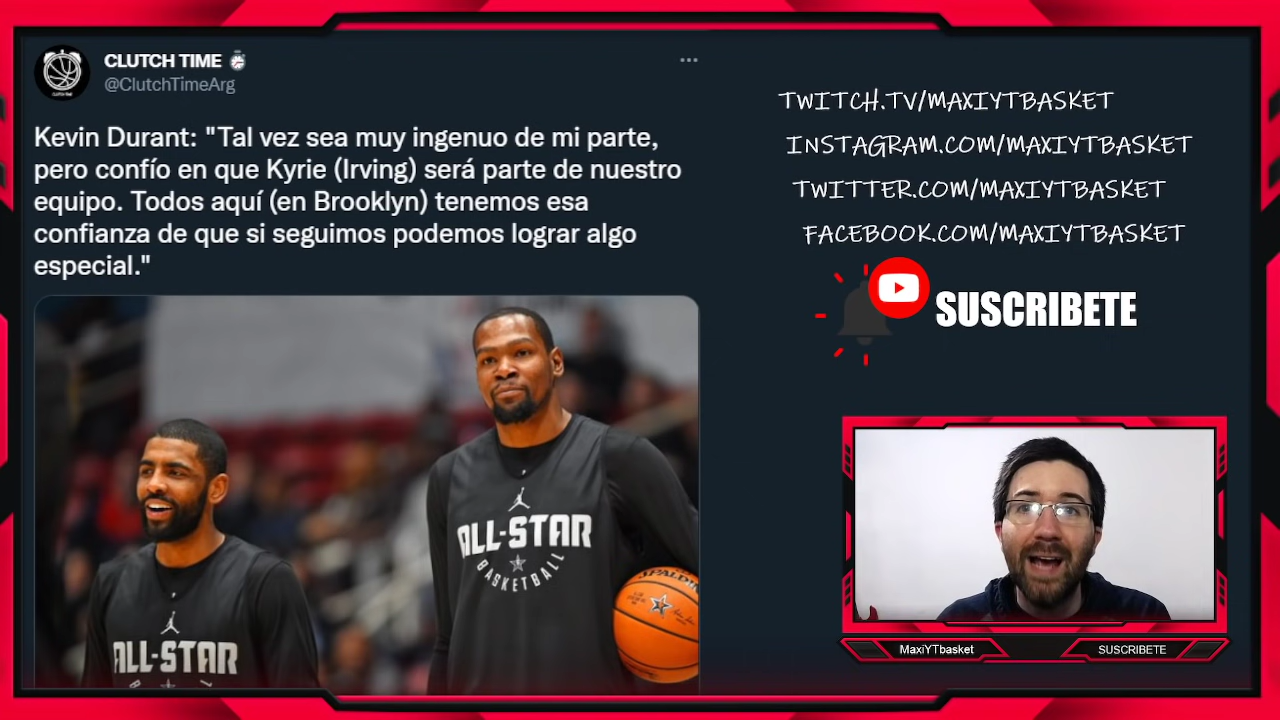 CLUTCH TIME
@ClutchTimeArg
Kevin Durant: "Tal vez sea muy ingenuo de mi parte,
pero confío en que Kyrie (Irving) será parte de nuestro
equipo. Todos aquí (en Brooklyn) tenemos esa
confianza de que si seguimos podemos lograr algo
especial."
ALL-STAR
BASKETBALL
SPALDING
ALL-STAR
TWITCH.TV/MAXIYTBASKET
INSTAGRAM.COM/MAXIYTBASKET
TWITTER.COM/MAXIYTBASKET
FACEBOOK.COM/MAXIYTBASKET
SUSCRIBETE
MaxiYTbasket
SUSCRIBETE